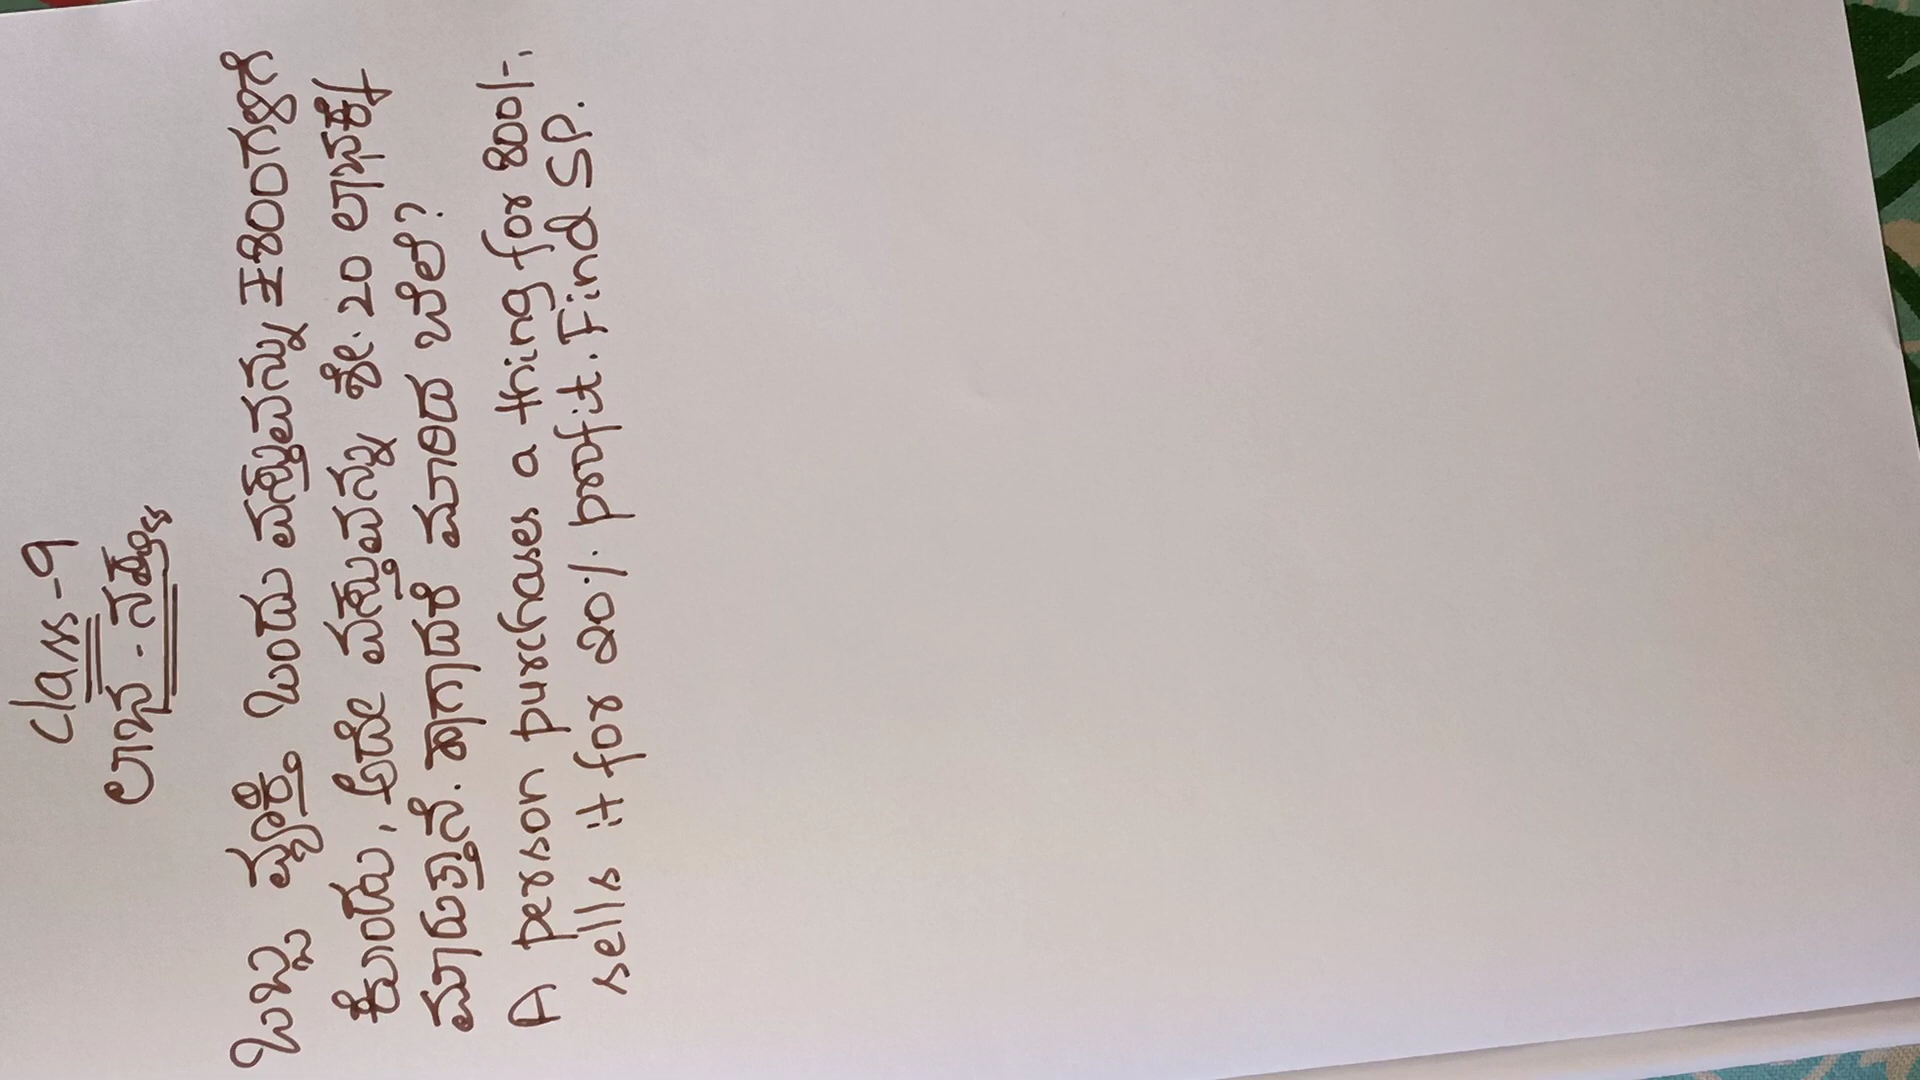 class-9
ಲಾಭ - ನಷ್ಟ
ಒಬ್ಬ ವ್ಯಕ್ತಿ ಒಂದು ವಸ್ತುವನ್ನು ₹800ಗಳಿಗೆ
ಕೊಂಡು, ಅದೇ ವಸ್ತುವನ್ನು ಶೇ.20 ಲಾಭಕ್ಕೆ
ಮಾರುತ್ತಾನೆ. ಹಾಗಾದರೆ ಮಾರಿದ ಬೆಲೆ?
A person purchases a thing for 800/-.
sells it for 20% profit. Find SP.